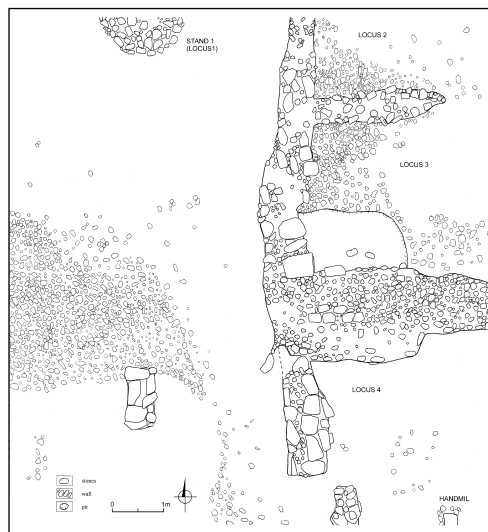 STAND 1
(LOCUS1)
LOCUS 2
LOCUS 3
LOCUS 4
HANDMIL
stones
wall
pit
0 1m